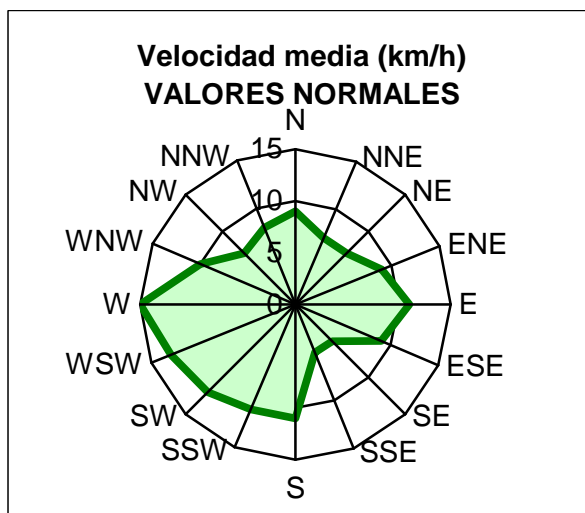 Velocidad media (km/h)
VALORES NORMALES
N
NNW 15 NNE
NW 10 NE
WNW 5 ENE
W 0 E
WSW ESE
SW SE
SSW SSE
S